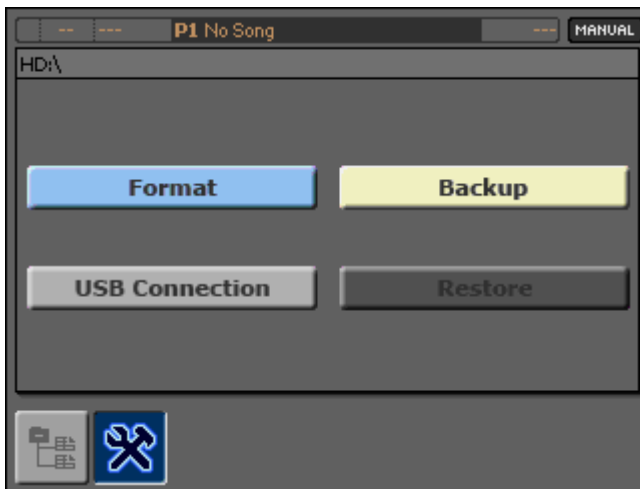 -- --- P1 No Song --- MANUAL
HD:\
Format Backup
USB Connection Restore